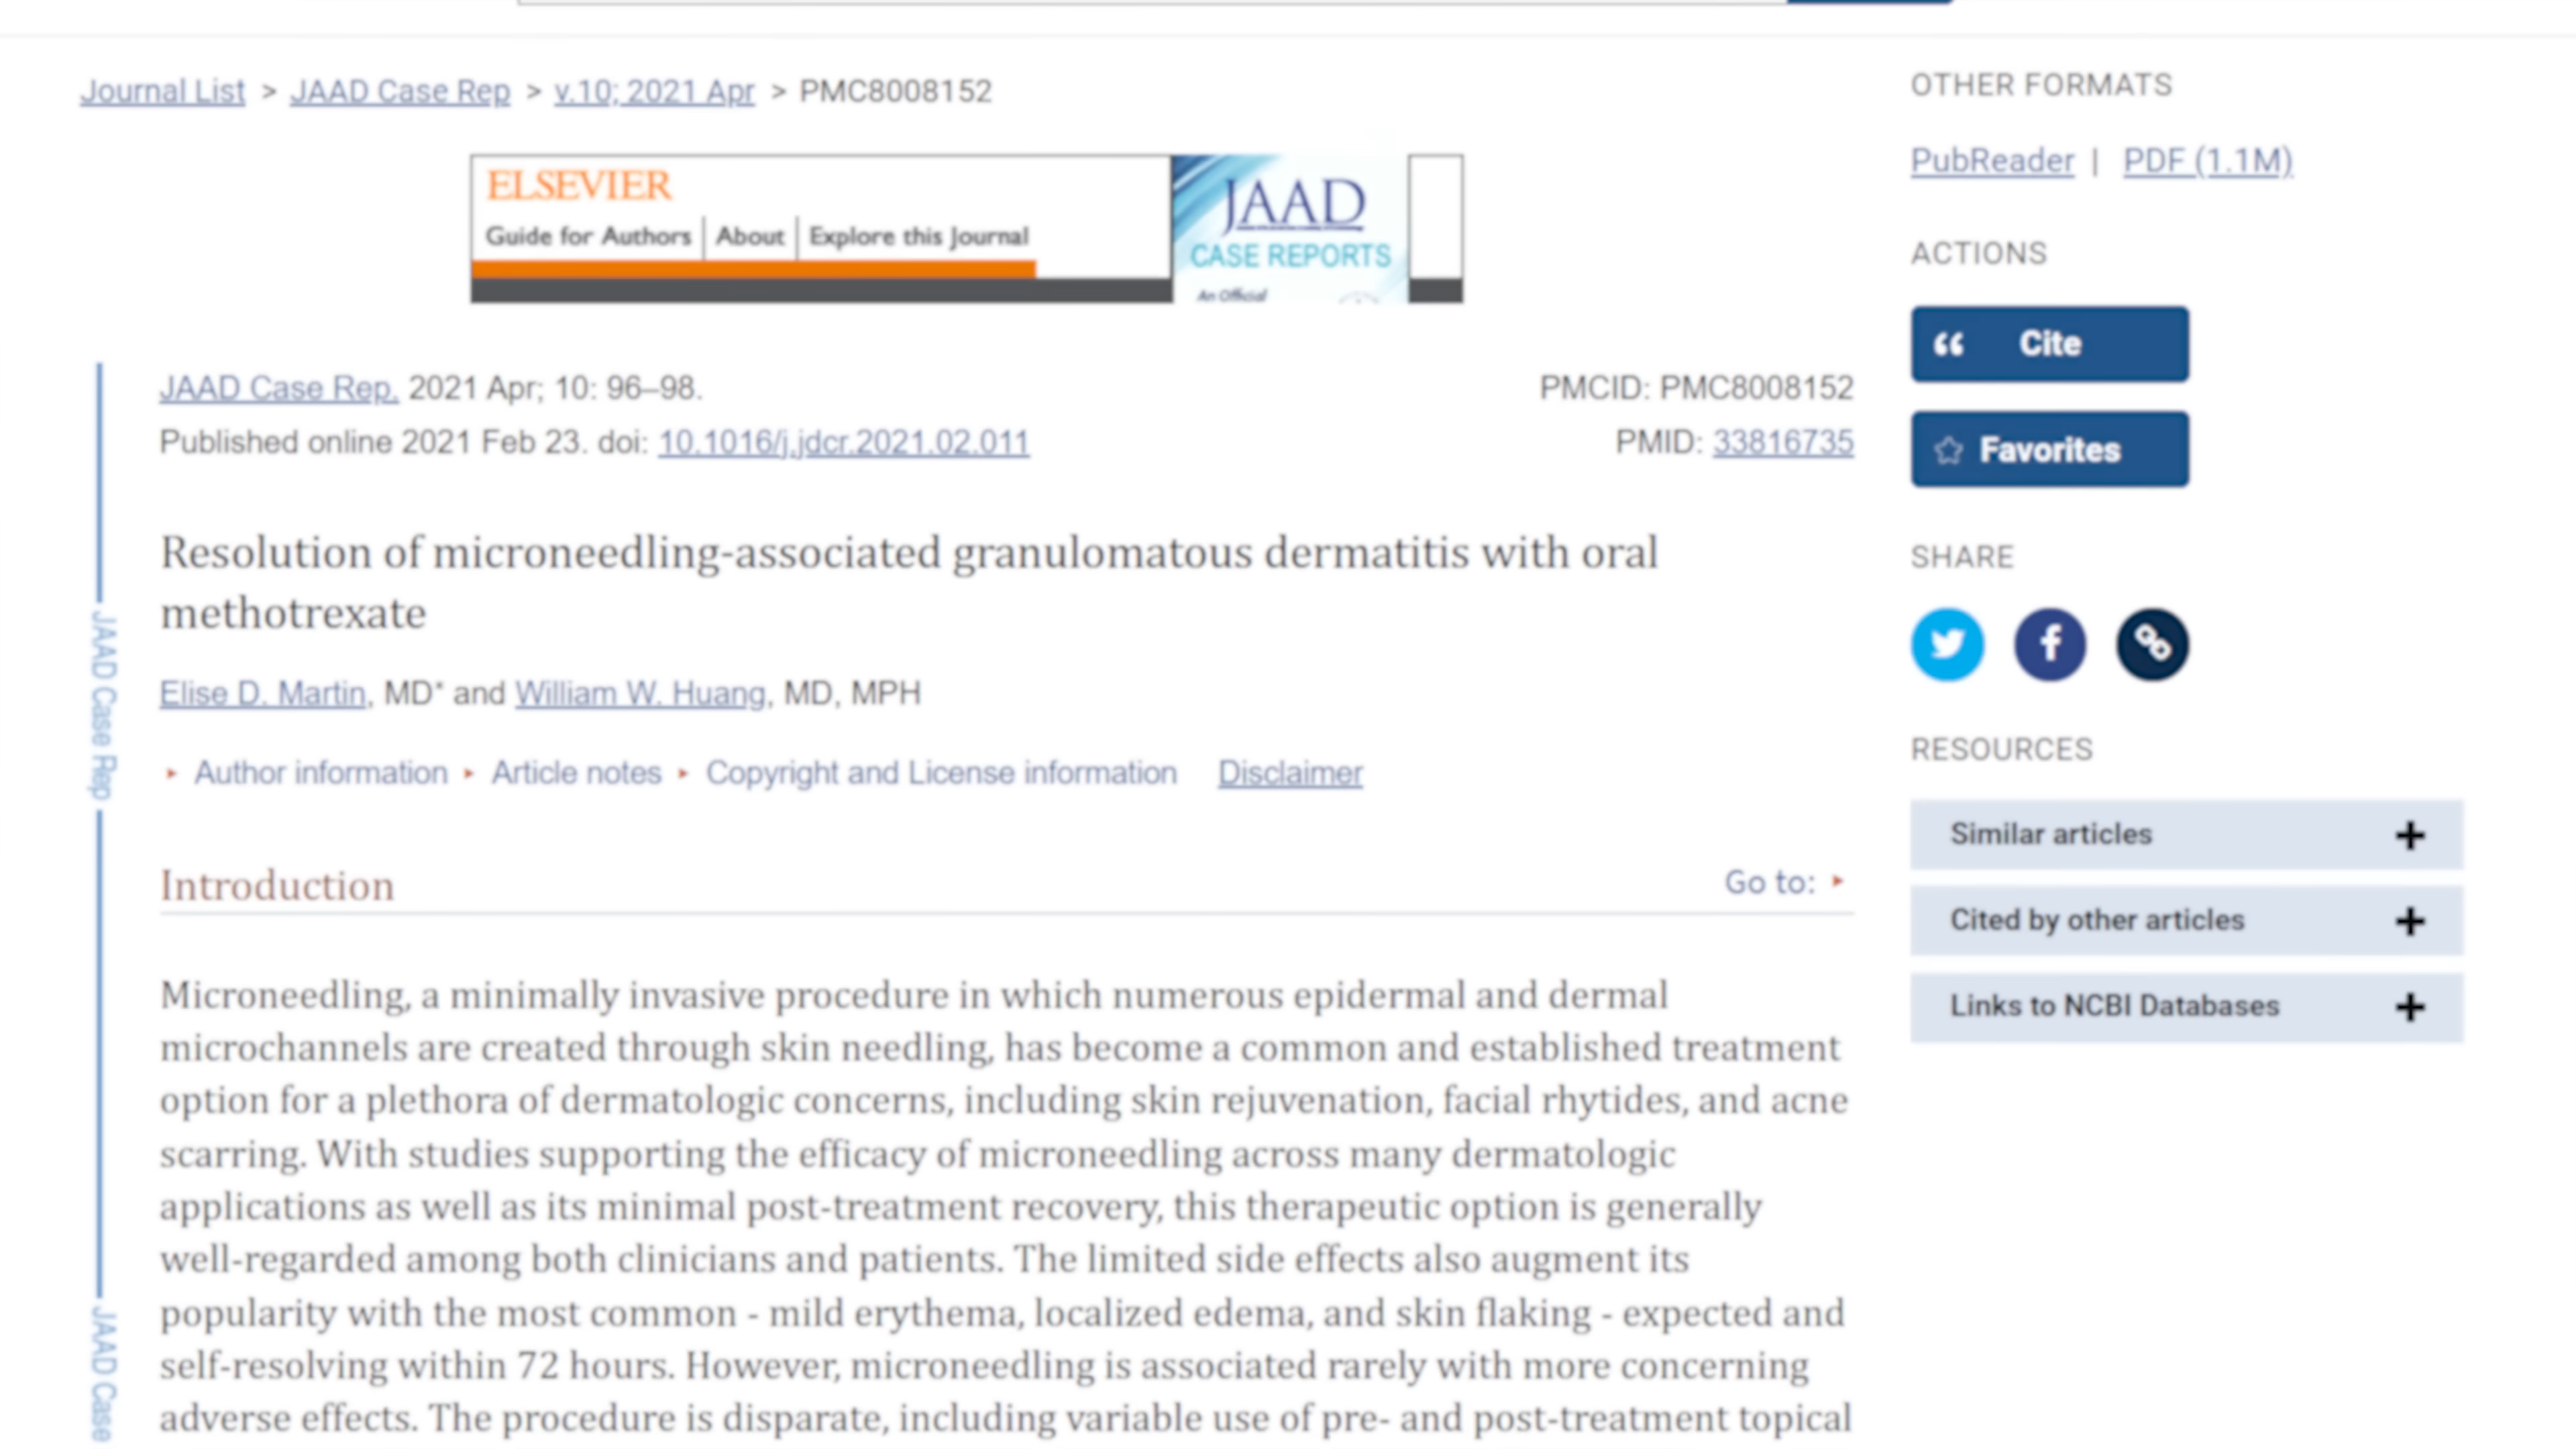 Journal List > JAAD Case Rep > v.10; 2021 Apr > PMC8008152
ELSEVIER
Guide for Authors | About | Explore this Journal
JAAD
CASE REPORTS
An Official
JAAD Case Rep. 2021 Apr; 10: 96–98.
PMCID: PMC8008152
Published online 2021 Feb 23. doi: 10.1016/j.jdcr.2021.02.011
PMID: 33816735
Resolution of microneedling-associated granulomatous dermatitis with oral
methotrexate
Elise D. Martin, MD* and William W. Huang, MD, MPH
Author information Article notes Copyright and License information Disclaimer
Introduction
Go to:
Microneedling, a minimally invasive procedure in which numerous epidermal and dermal
microchannels are created through skin needling, has become a common and established treatment
option for a plethora of dermatologic concerns, including skin rejuvenation, facial rhytides, and acne
scarring. With studies supporting the efficacy of microneedling across many dermatologic
applications as well as its minimal post-treatment recovery, this therapeutic option is generally
well-regarded among both clinicians and patients. The limited side effects also augment its
popularity with the most common - mild erythema, localized edema, and skin flaking - expected and
self-resolving within 72 hours. However, microneedling is associated rarely with more concerning
adverse effects. The procedure is disparate, including variable use of pre- and post-treatment topical
JAAD Case Rep
JAAD Case
OTHER FORMATS
PubReader | PDF (1.1M)
ACTIONS
Cite
Favorites
SHARE
RESOURCES
Similar articles +
Cited by other articles +
Links to NCBI Databases +